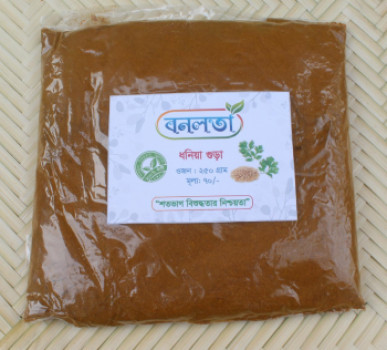 বনলতা
ধনিয়া গুড়া
ওজন : ২৫০ গ্রাম
মূল্য: ৭০/-
"শতভাগ বিশুদ্ধতার নিশ্চয়তা"